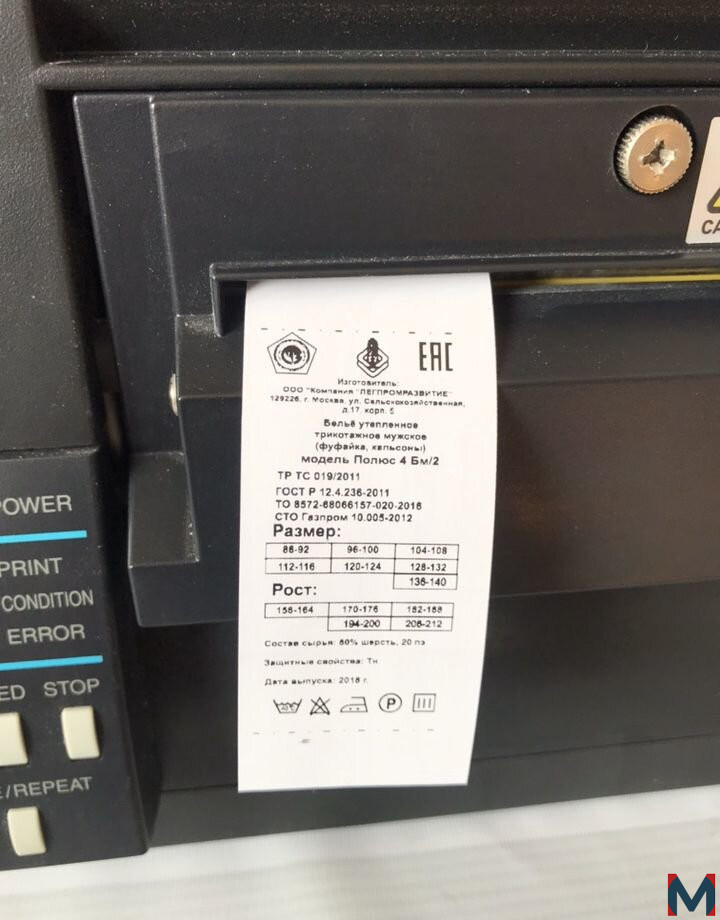 CA
POWER
PRINT
CONDITION
ERROR
ED STOP
E/REPEAT
ЕАС
Изготовитель:
ООО "Компания "ЛЕГПРОМРАЗВИТИЕ"
129226, г. Москва, ул. Сельскохозяйственная,
д.17, корп. 5
Бельё утепленное
трикотажное мужское
(фуфайка, кальсоны)
модель Полюс 4 Бм/2
ТР ТС 019/2011
ГОСТ Р 12.4.236-2011
ТО 8572-68066157-020-2016
СТО Газпром 10.005-2012
Размер:
88-92 96-100 104-108
112-116 120-124 128-132
136-140
Рост:
158-164 170-176 182-188
194-200 206-212
Состав сырья: 80% шерсть, 20 пэ
Защитные свойства: Тн
Дата выпуска: 2018 г.
P
M